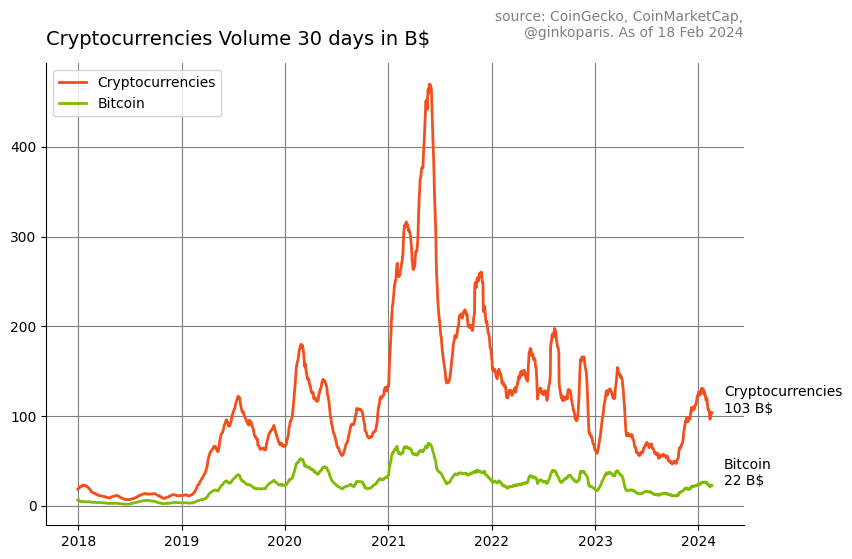 source: CoinGecko, CoinMarketCap,
@ginkoparis. As of 18 Feb 2024
Cryptocurrencies Volume 30 days in B$
Cryptocurrencies
Bitcoin
400
300
200
100
0
Cryptocurrencies
103 B$
Bitcoin
22 B$
2018 2019 2020 2021 2022 2023 2024